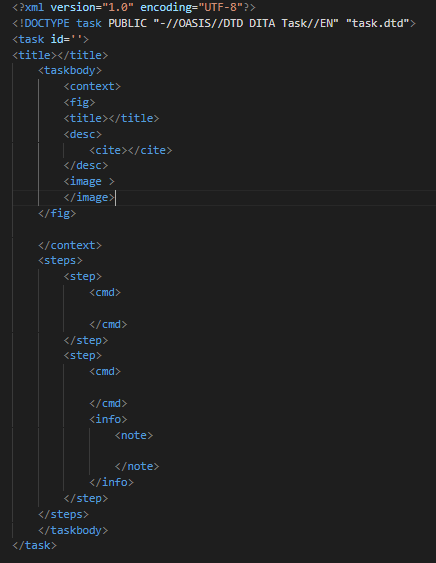 <?xml version="1.0" encoding="UTF-8"?>
<!DOCTYPE task PUBLIC "-//OASIS//DTD DITA Task//EN" "task.dtd">
<task id=''>
<title></title>
<taskbody>
<context>
<fig>
<title></title>
<desc>
<cite></cite>
</desc>
<image >
</image>
</fig>
</context>
<steps>
<step>
<cmd>
</cmd>
</step>
<step>
<cmd>
</cmd>
<info>
<note>
</note>
</info>
</step>
</steps>
</taskbody>
</task>